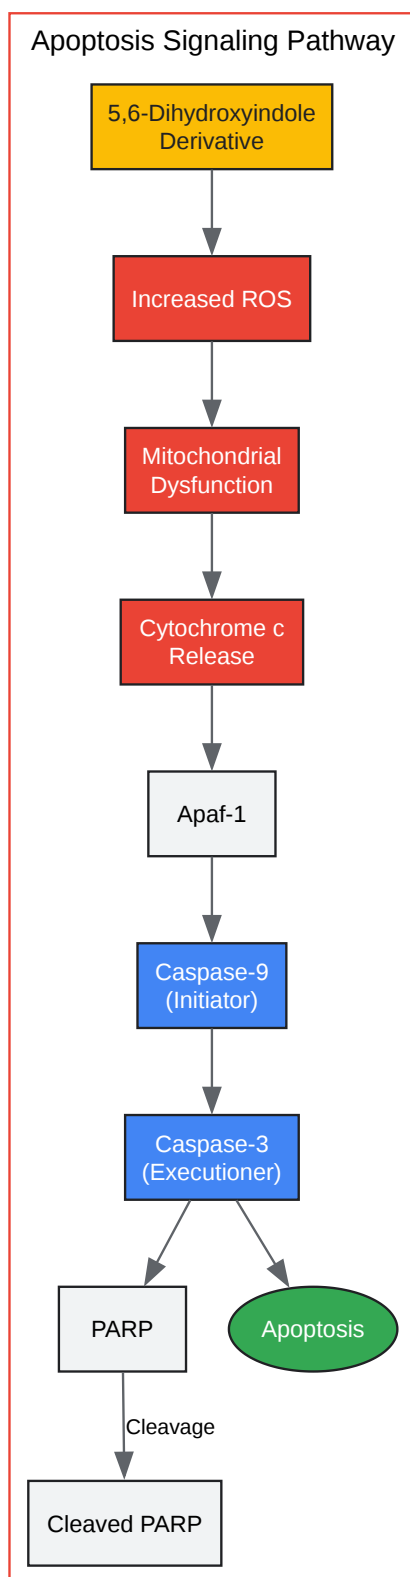 Apoptosis Signaling Pathway
5,6-Dihydroxyindole
Derivative
Increased ROS
Mitochondrial
Dysfunction
Cytochrome c
Release
Apaf-1
Caspase-9
(Initiator)
Caspase-3
(Executioner)
PARP
Apoptosis
Cleavage
Cleaved PARP